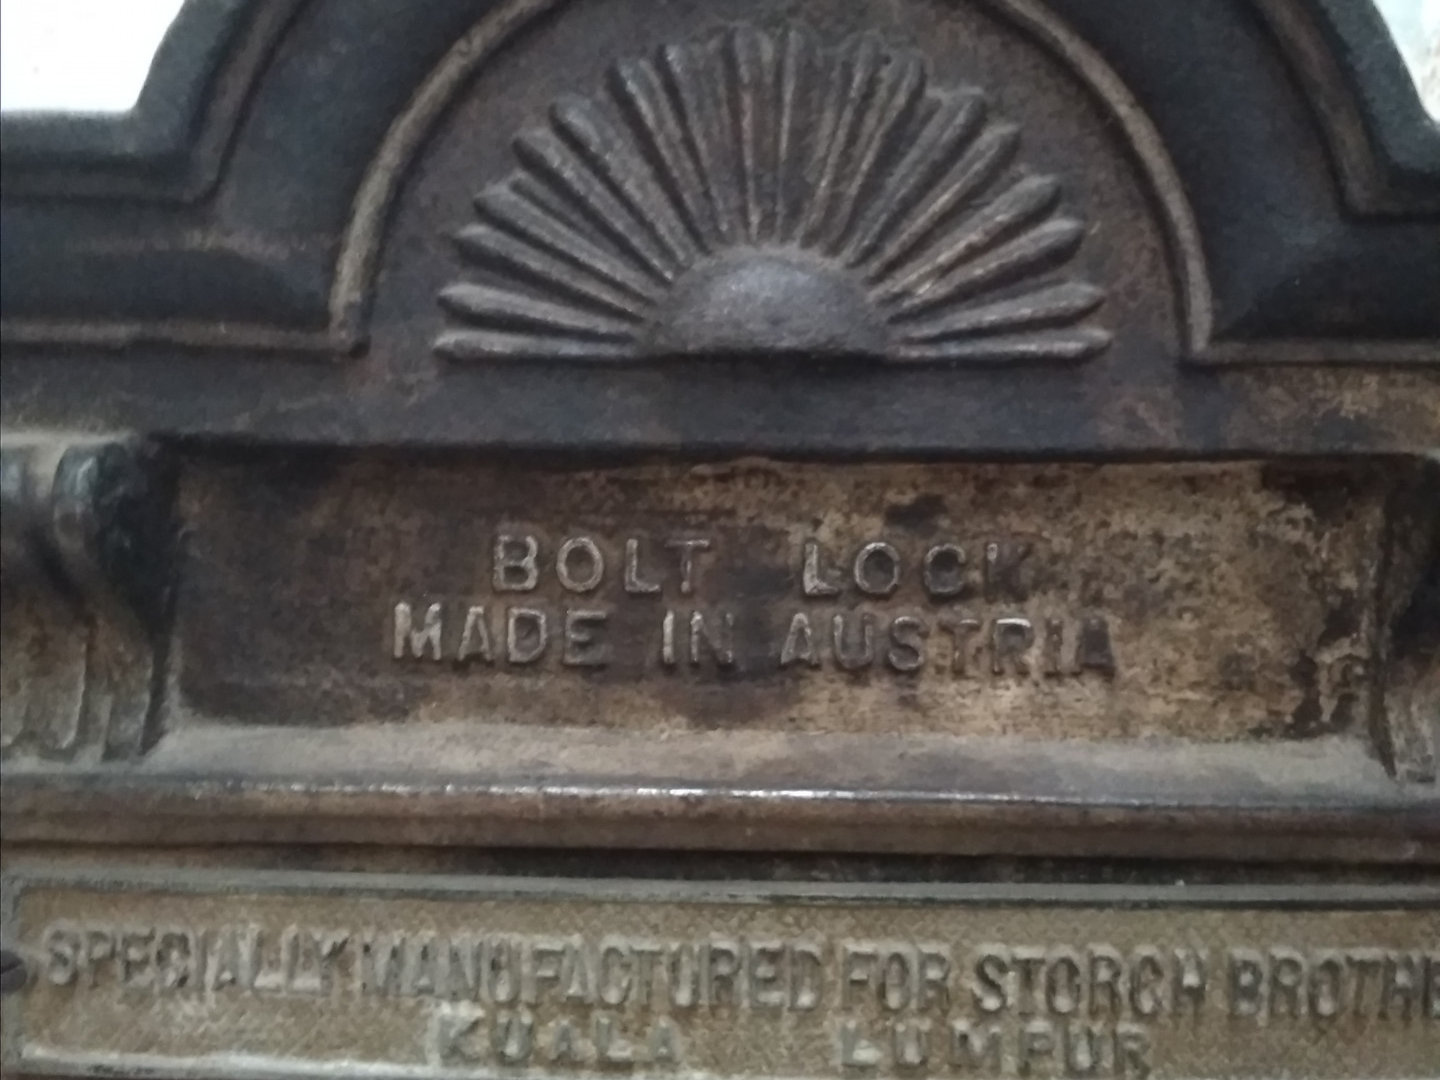 BOLT LOCK
MADE IN AUSTRIA
SPECIALLY MANUFACTURED FOR STORCH BROTHE
KUALA LUMPUR